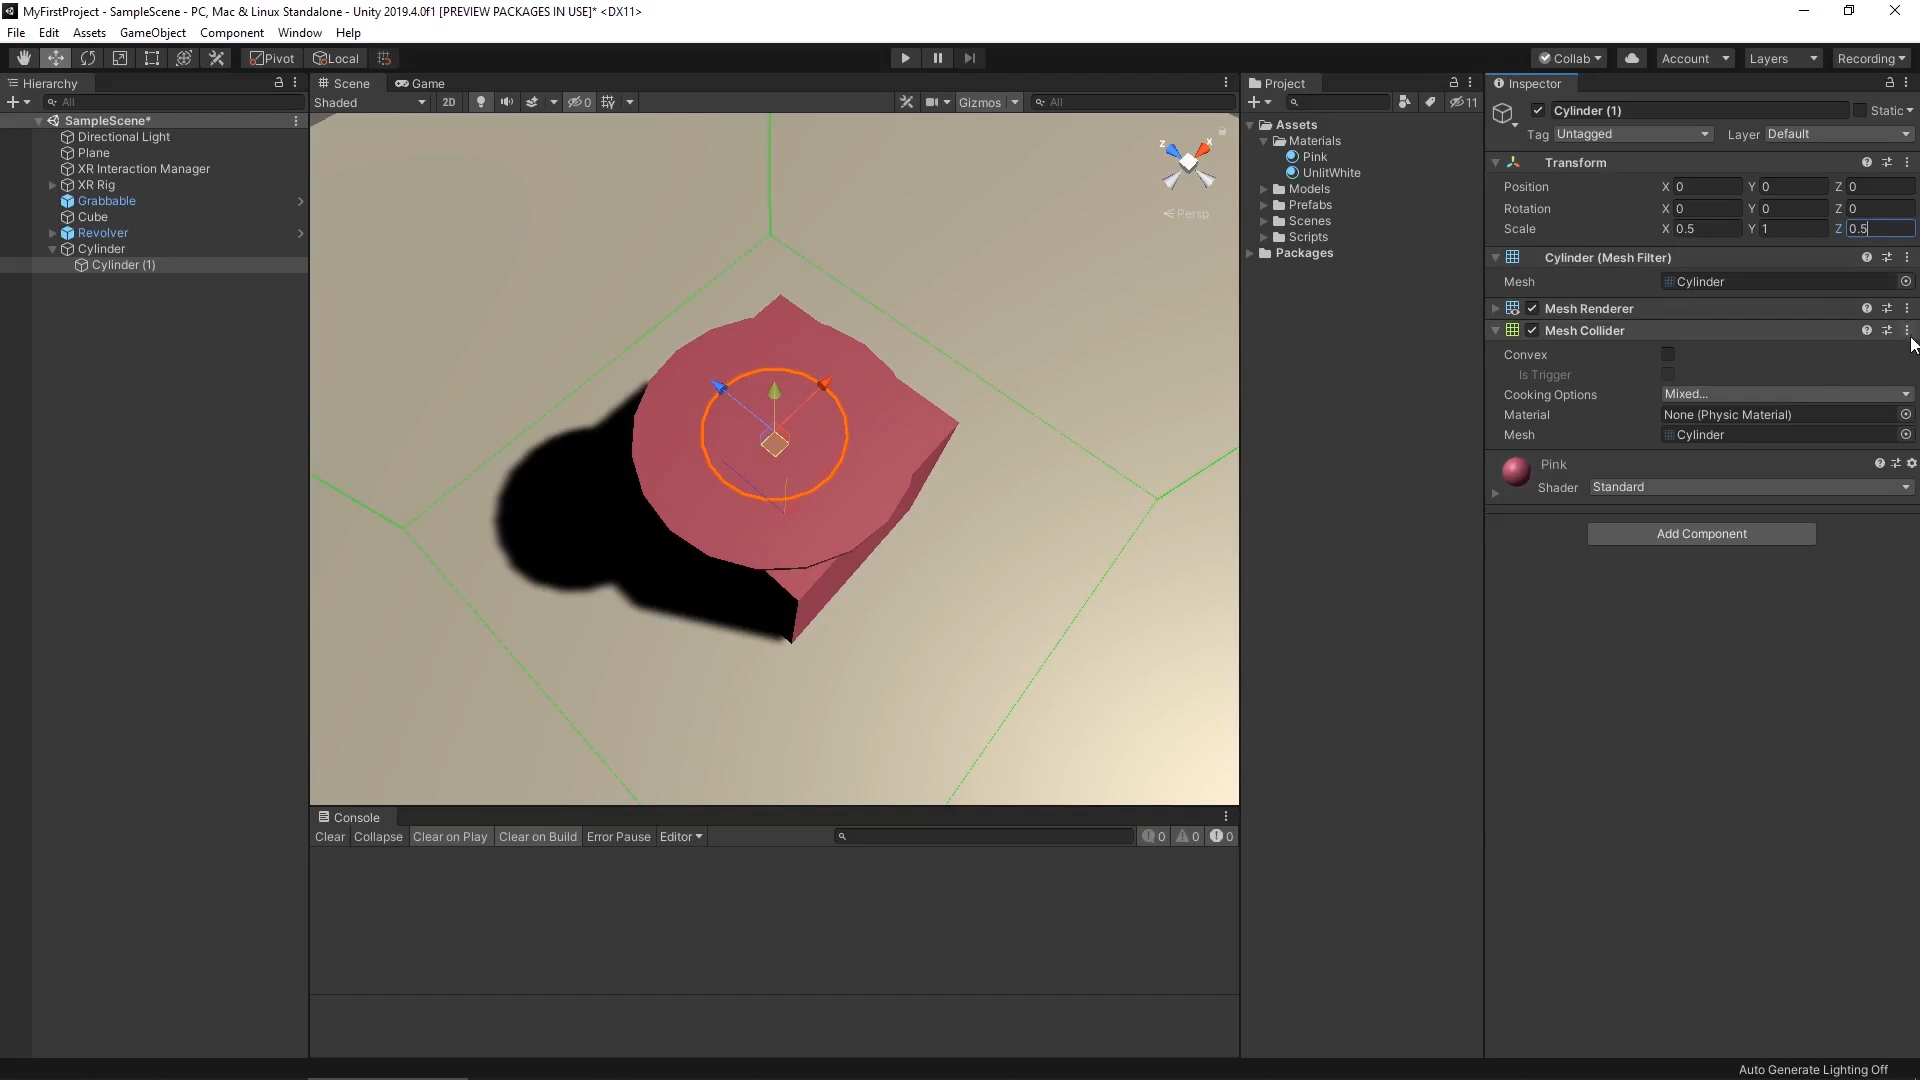 MyFirstProject - SampleScene - PC, Mac & Linux Standalone - Unity 2019.4.0f1 [PREVIEW PACKAGES IN USE]* <DX11>
File Edit Assets GameObject Component Window Help
Pivot Local Collab Account Layers Recording
Hierarchy
All
SampleScene*
Directional Light
Plane
XR Interaction Manager
XR Rig
Grabbable
Cube
Revolver
Cylinder
Cylinder (1)
Scene Game
Shaded 2D 0 Gizmos All
z x
Persp
Console
Clear Collapse Clear on Play Clear on Build Error Pause Editor 0 0 0
Project
11
Assets
Materials
Pink
UnlitWhite
Models
Prefabs
Scenes
Scripts
Packages
Inspector
Cylinder (1) Static
Tag Untagged Layer Default
Transform
Position X 0 Y 0 Z 0
Rotation X 0 Y 0 Z 0
Scale X 0.5 Y 1 Z 0.5
Cylinder (Mesh Filter)
Mesh Cylinder
Mesh Renderer
Mesh Collider
Convex
Is Trigger
Cooking Options Mixed...
Material None (Physic Material)
Mesh Cylinder
Pink
Shader Standard
Add Component
Auto Generate Lighting Off